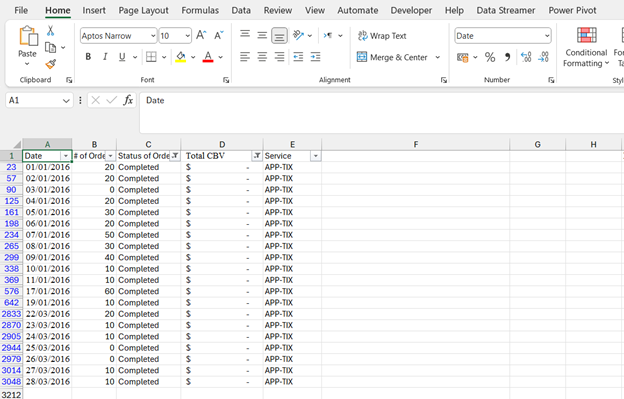 File Home Insert Page Layout Formulas Data Review View Automate Developer Help Data Streamer Power Pivot
Aptos Narrow 10 Wrap Text Date Conditional
Paste B I U Merge & Center $ % Formatting
Clipboard Font Alignment Number
A1 fx Date
A B C D E F G H
1 Date # of Orde Status of Orde Total CBV Service
23 01/01/2016 20 Completed $ - APP-TIX
57 02/01/2016 20 Completed $ - APP-TIX
90 03/01/2016 0 Completed $ - APP-TIX
125 04/01/2016 20 Completed $ - APP-TIX
161 05/01/2016 30 Completed $ - APP-TIX
198 06/01/2016 20 Completed $ - APP-TIX
234 07/01/2016 50 Completed $ - APP-TIX
265 08/01/2016 30 Completed $ - APP-TIX
299 09/01/2016 40 Completed $ - APP-TIX
338 10/01/2016 10 Completed $ - APP-TIX
369 11/01/2016 10 Completed $ - APP-TIX
576 17/01/2016 60 Completed $ - APP-TIX
642 19/01/2016 10 Completed $ - APP-TIX
2833 22/03/2016 20 Completed $ - APP-TIX
2870 23/03/2016 10 Completed $ - APP-TIX
2905 24/03/2016 10 Completed $ - APP-TIX
2944 25/03/2016 0 Completed $ - APP-TIX
2979 26/03/2016 0 Completed $ - APP-TIX
3014 27/03/2016 10 Completed $ - APP-TIX
3048 28/03/2016 10 Completed $ - APP-TIX
3212